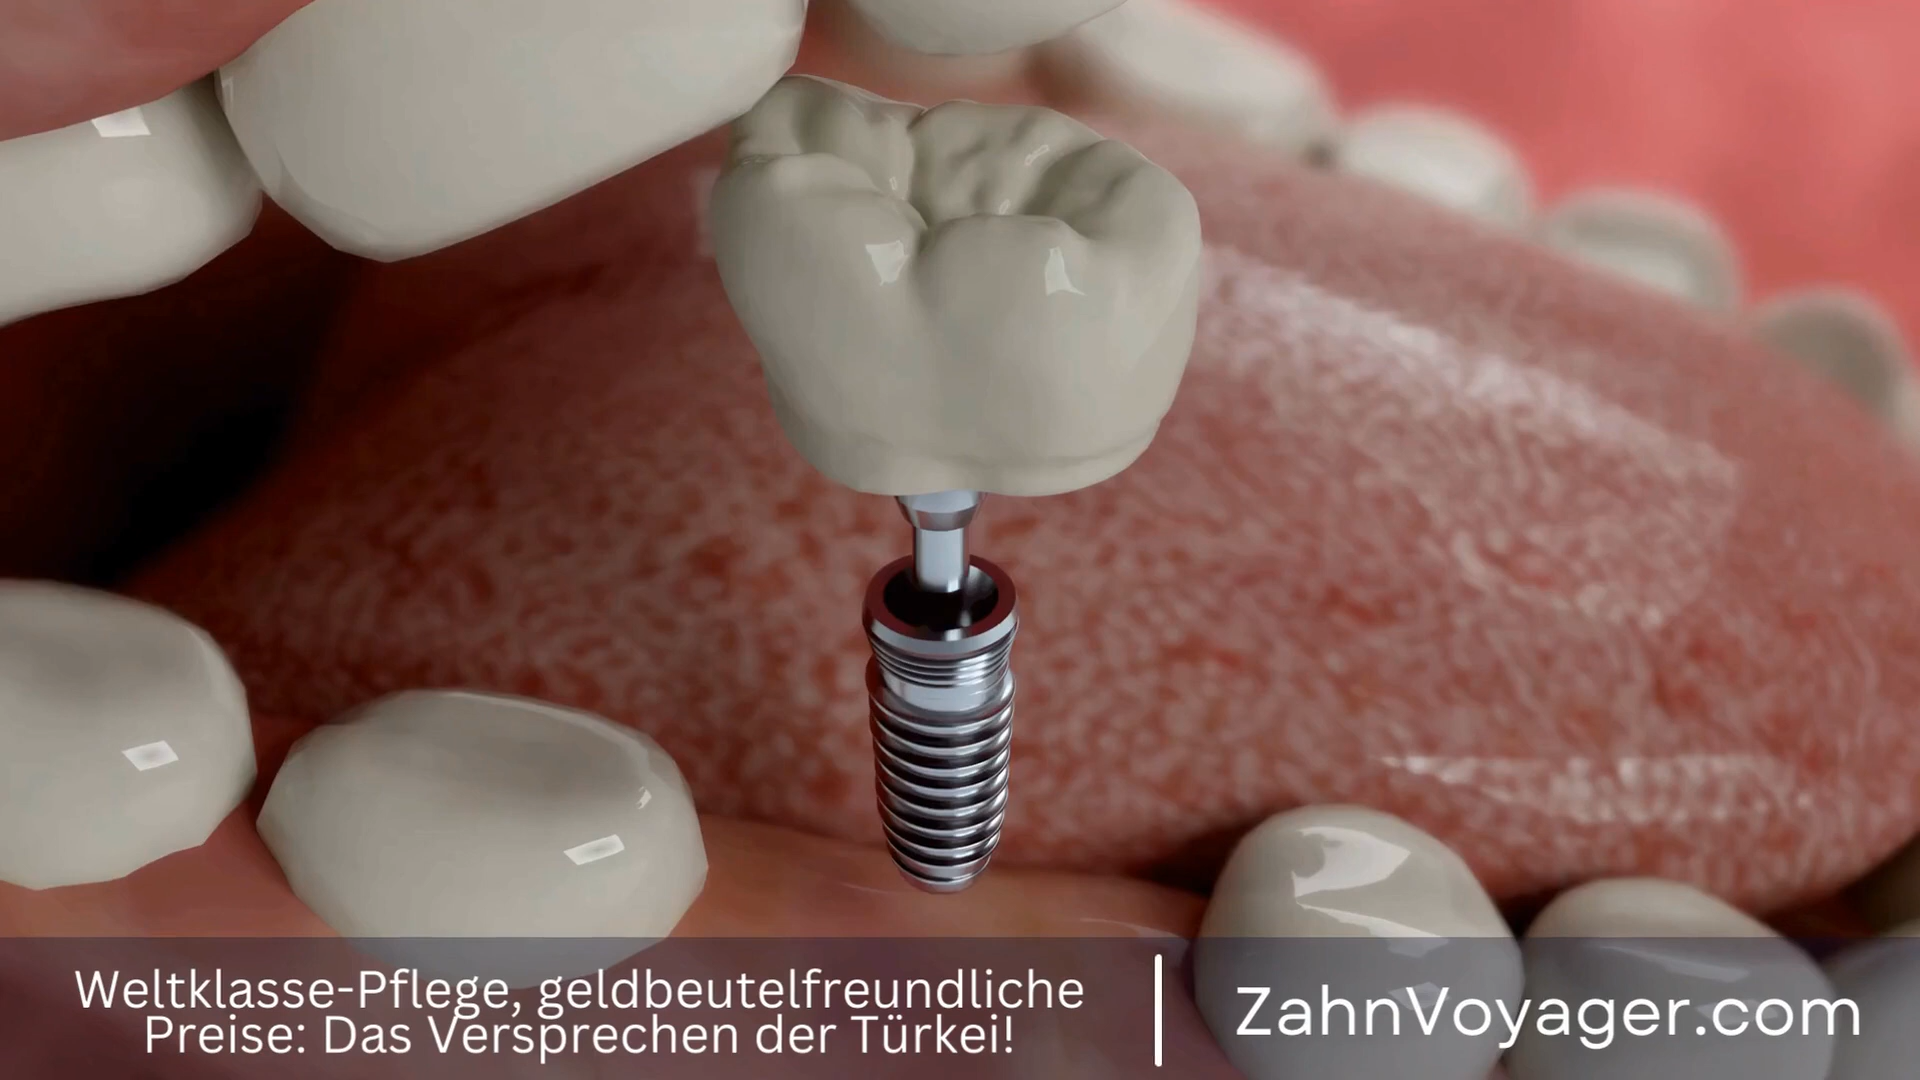 Weltklasse-Pflege, geldbeutelfreundliche
Preise: Das Versprechen der Türkei!
ZahnVoyager.com